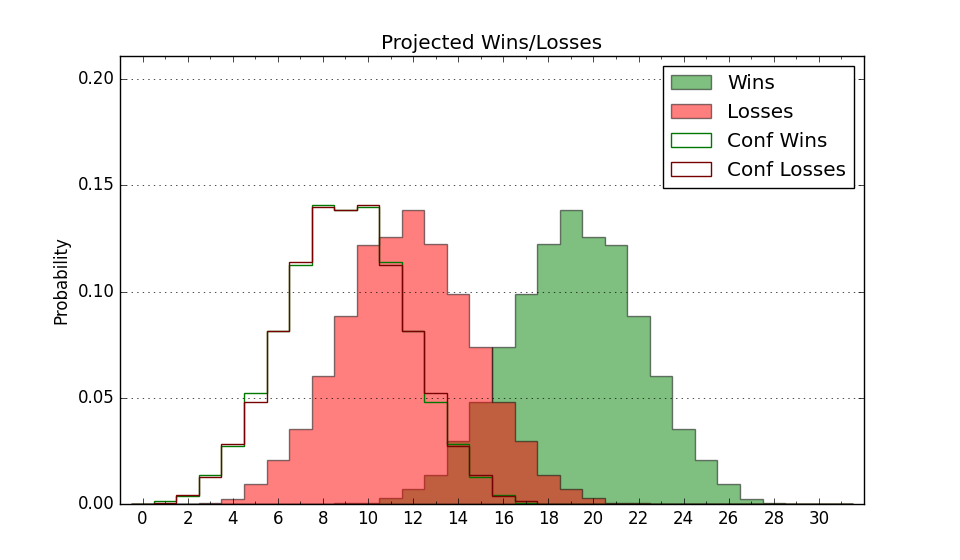 Projected Wins/Losses
Wins
Losses
Conf Wins
Conf Losses
Probability
0.20
0.15
0.10
0.05
0.00
0 2 4 6 8 10 12 14 16 18 20 22 24 26 28 30